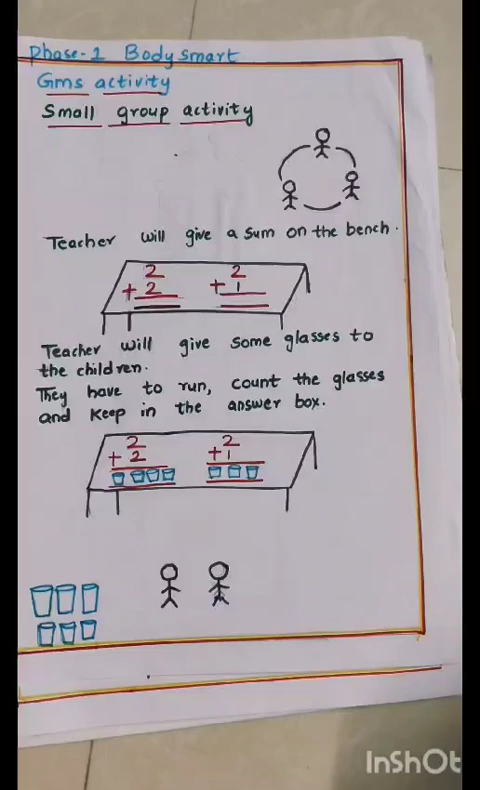 Phase-1 Body smart
Gms activity
Small group activity
Teacher will give a sum on the bench.
2 2
+2 +1
Teacher will give some glasses to
the children.
They have to run, count the glasses
and keep in the answer box.
2 2
+2 +1
InShOt